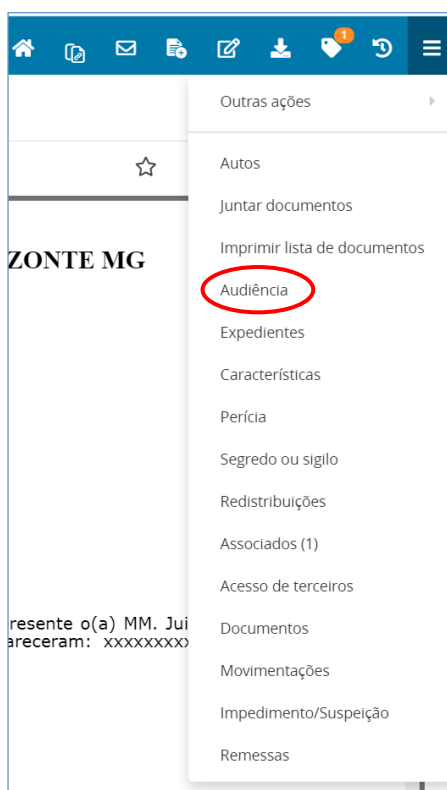 1
Outras ações
Autos
Juntar documentos
ZONTE MG
Imprimir lista de documentos
Audiência
Expedientes
Características
Perícia
Segredo ou sigilo
Redistribuições
Associados (1)
Acesso de terceiros
resente o(a) MM. Jui
areceram: xxxxxxxxx
Documentos
Movimentações
Impedimento/Suspeição
Remessas